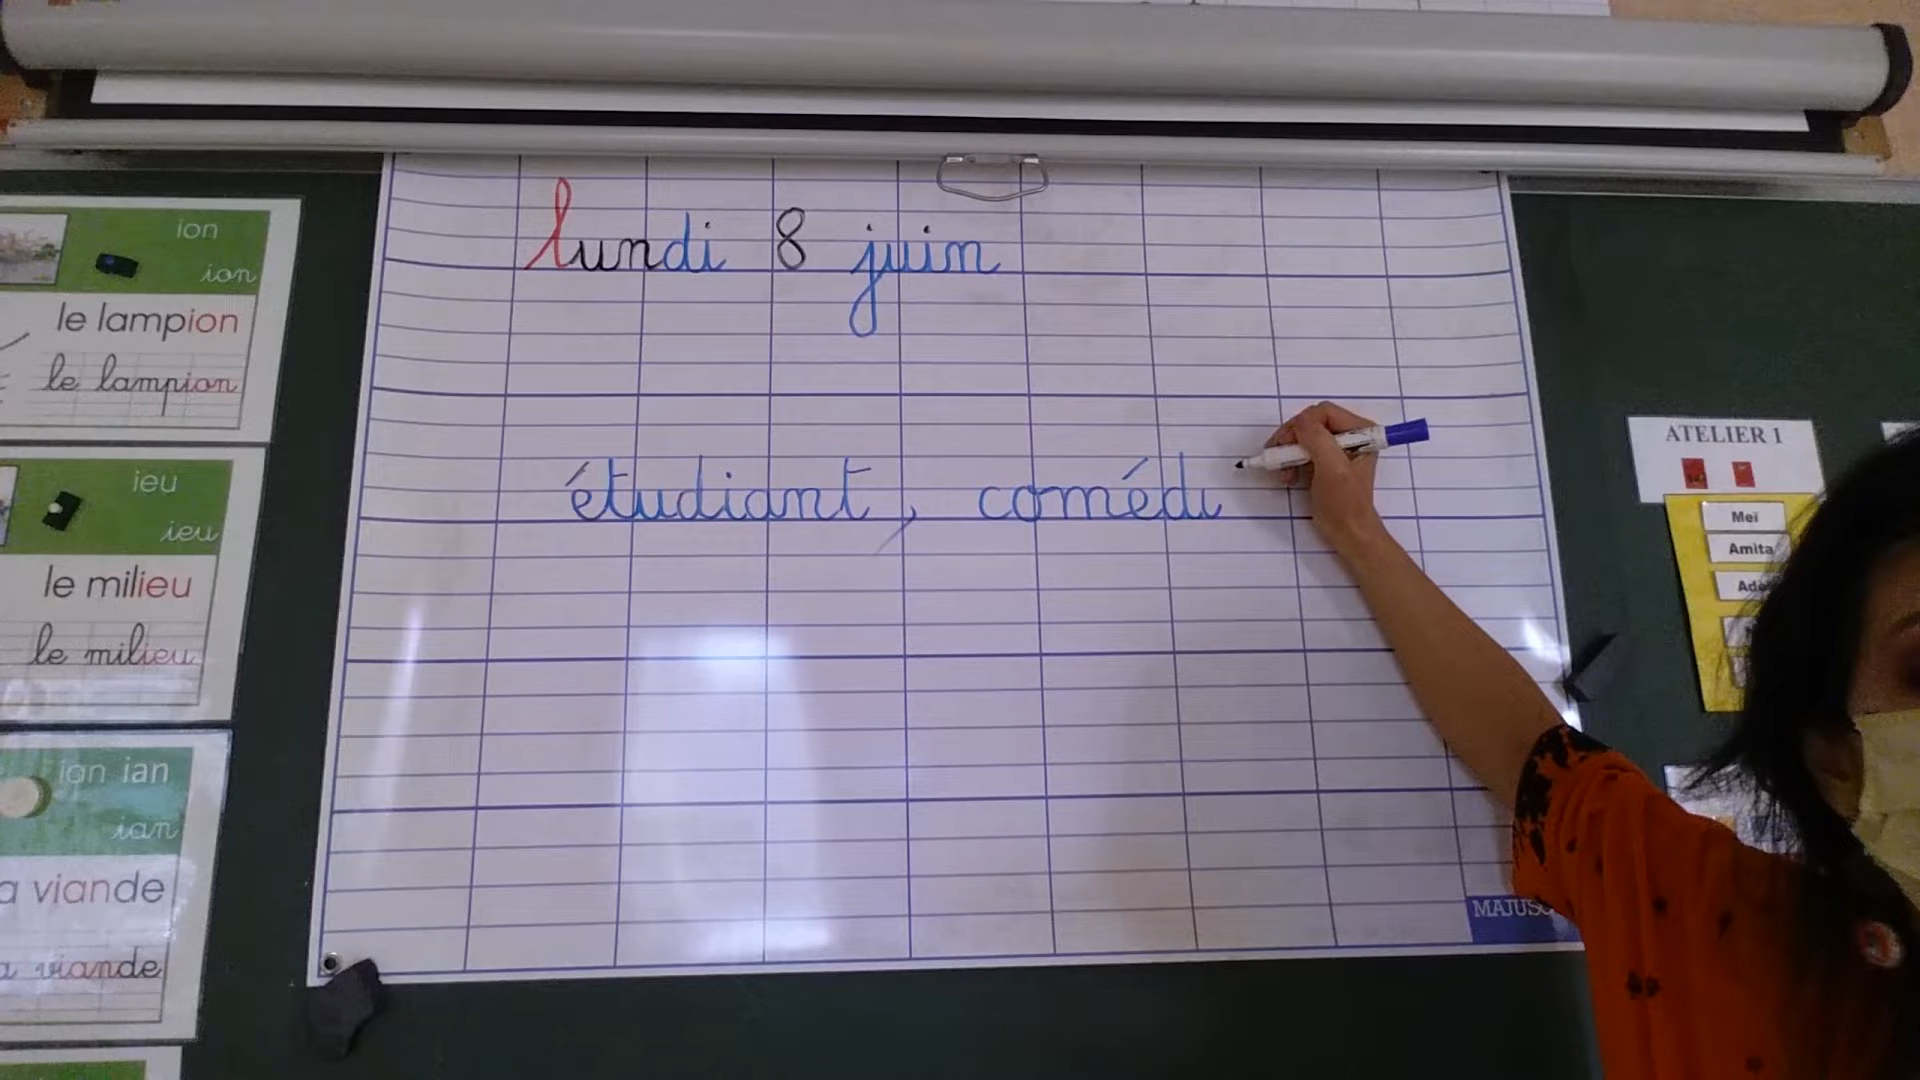 lundi 8 juin
étudiant, comédi
ion
ion
le lampion
le lampion
ieu
ieu
le milieu
le milieu
ian ian
ian
a viande
a viande
ATELIER 1
Meï
Amita
MAJUSC